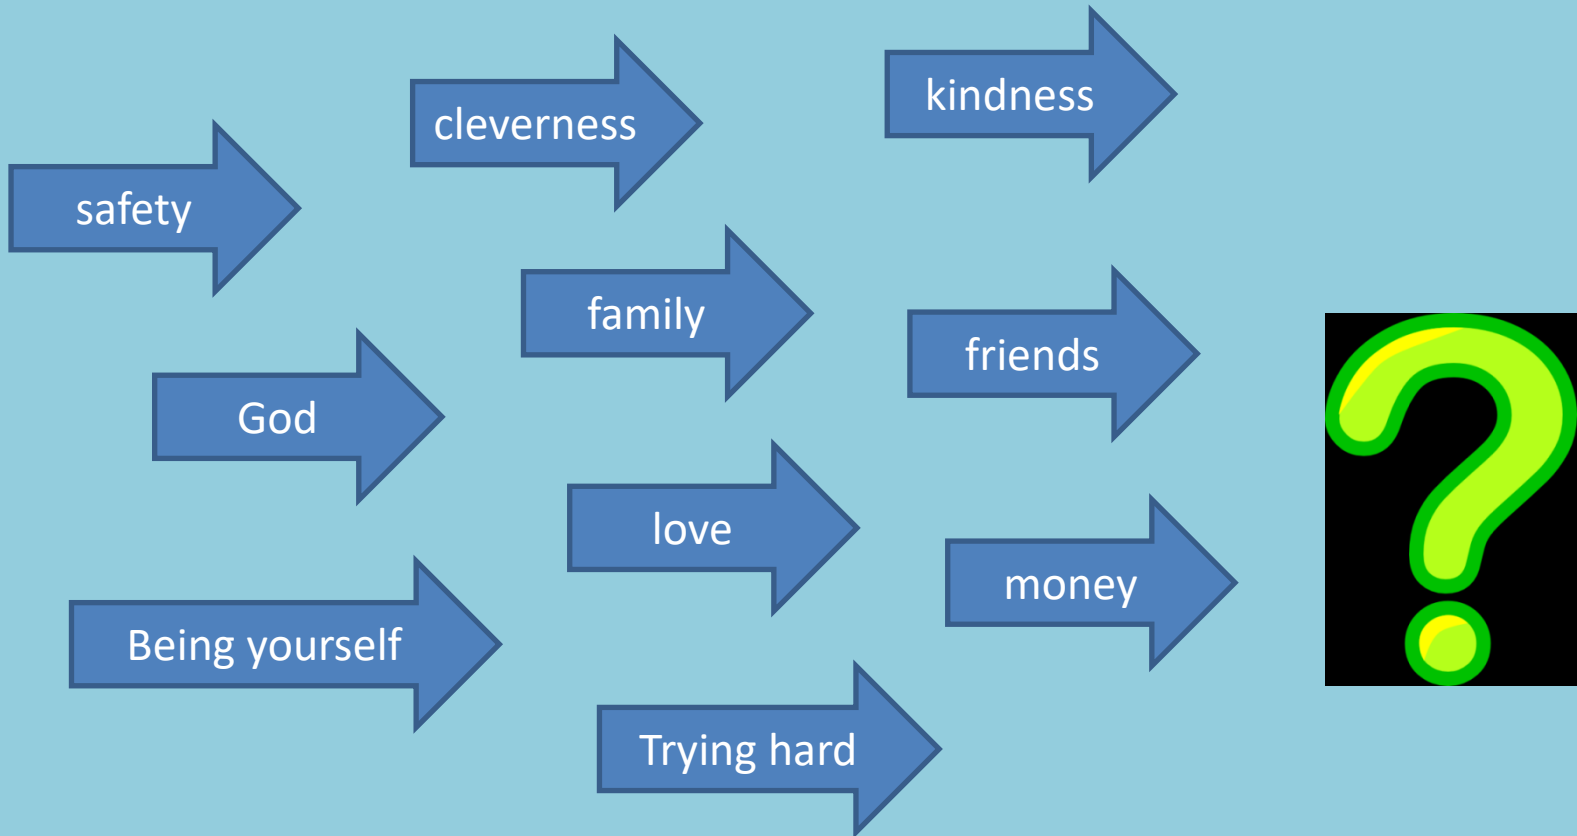 kindness
cleverness
safety
family
friends
God
love
money
Being yourself
Trying hard
?